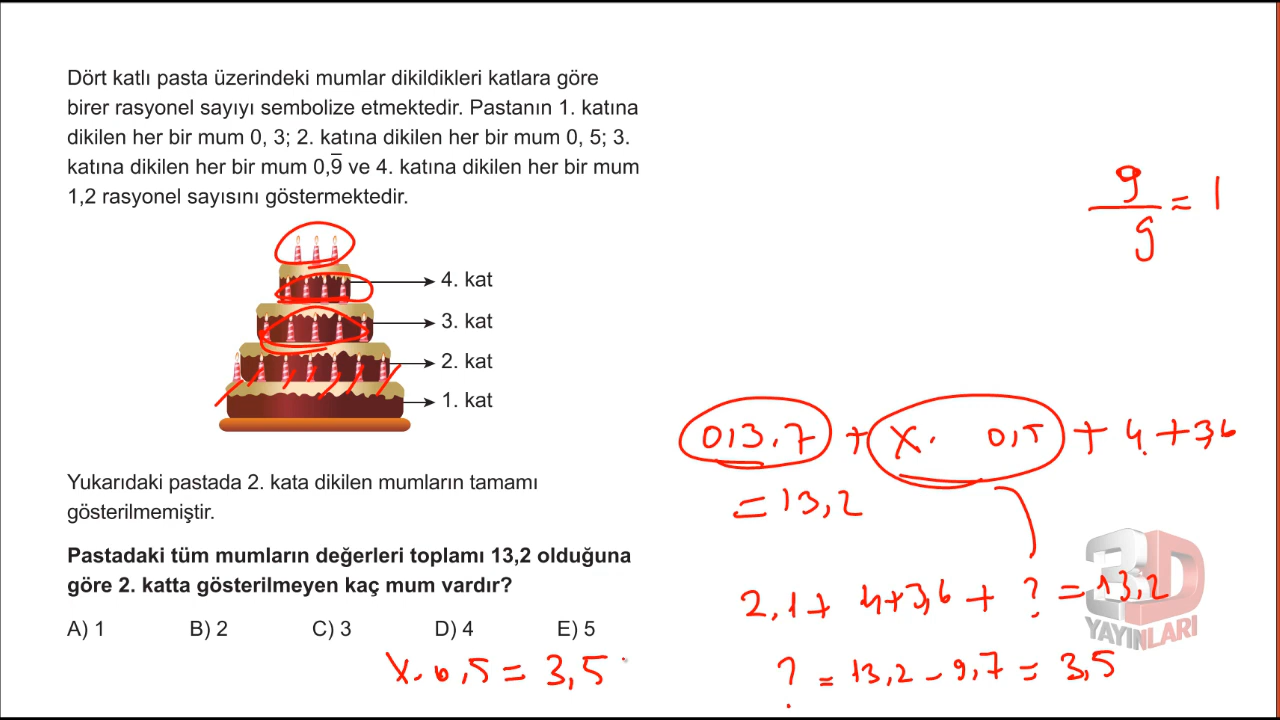 Dört katlı pasta üzerindeki mumlar dikildikleri katlara göre
birer rasyonel sayıyı sembolize etmektedir. Pastanın 1. katına
dikilen her bir mum 0, 3; 2. katına dikilen her bir mum 0, 5; 3.
katına dikilen her bir mum 0,9̅ ve 4. katına dikilen her bir mum
1,2 rasyonel sayısını göstermektedir.
9/9 = 1
4. kat
3. kat
2. kat
1. kat
0,3.7 + x. 0,5 + 4 + 3,6
= 13,2
Yukarıdaki pastada 2. kata dikilen mumların tamamı
gösterilmemiştir.
Pastadaki tüm mumların değerleri toplamı 13,2 olduğuna
göre 2. katta gösterilmeyen kaç mum vardır?
A) 1 B) 2 C) 3 D) 4 E) 5
2,1 + 4 + 3,6 + ? = 13,2
x. 0,5 = 3,5
? = 13,2 - 9,7 = 3,5
3D
YAYINLARI